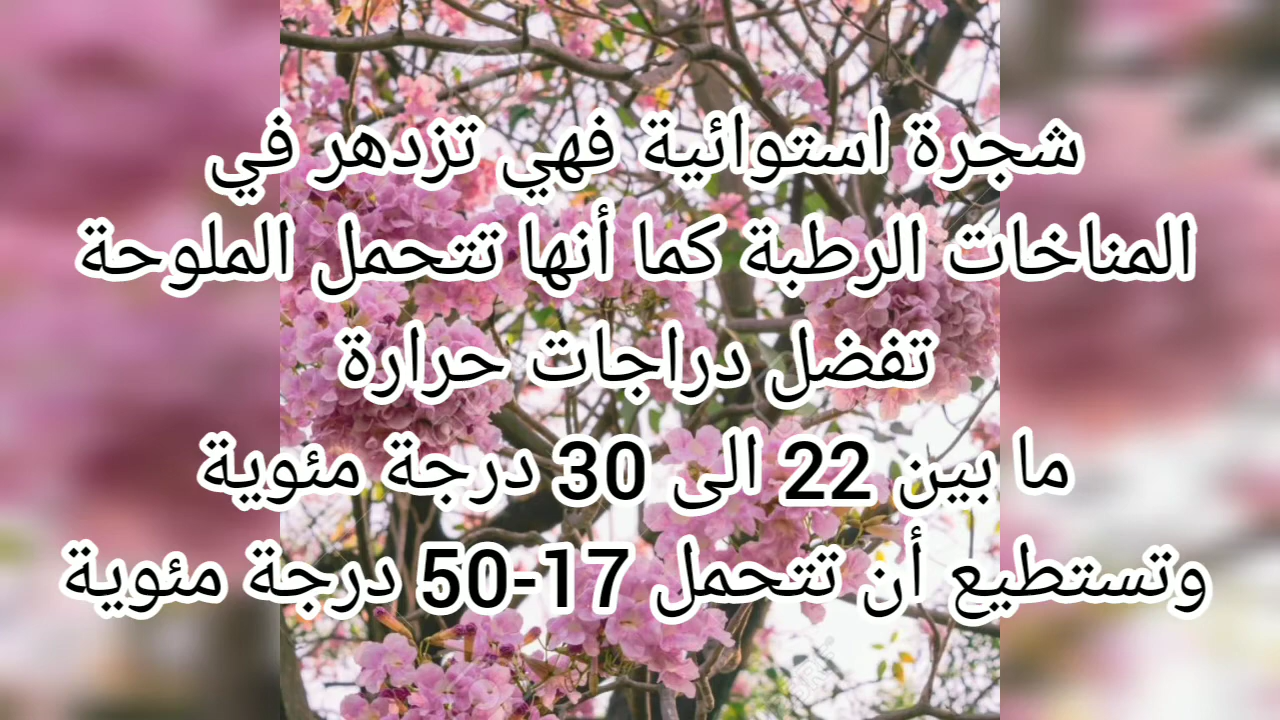 شجرة استوائية فهي تزدهر في
المناخات الرطبة كما أنها تتحمل الملوحة
تفضل دراجات حرارة
ما بين 22 الى 30 درجة مئوية
وتستطيع أن تتحمل 17-50 درجة مئوية